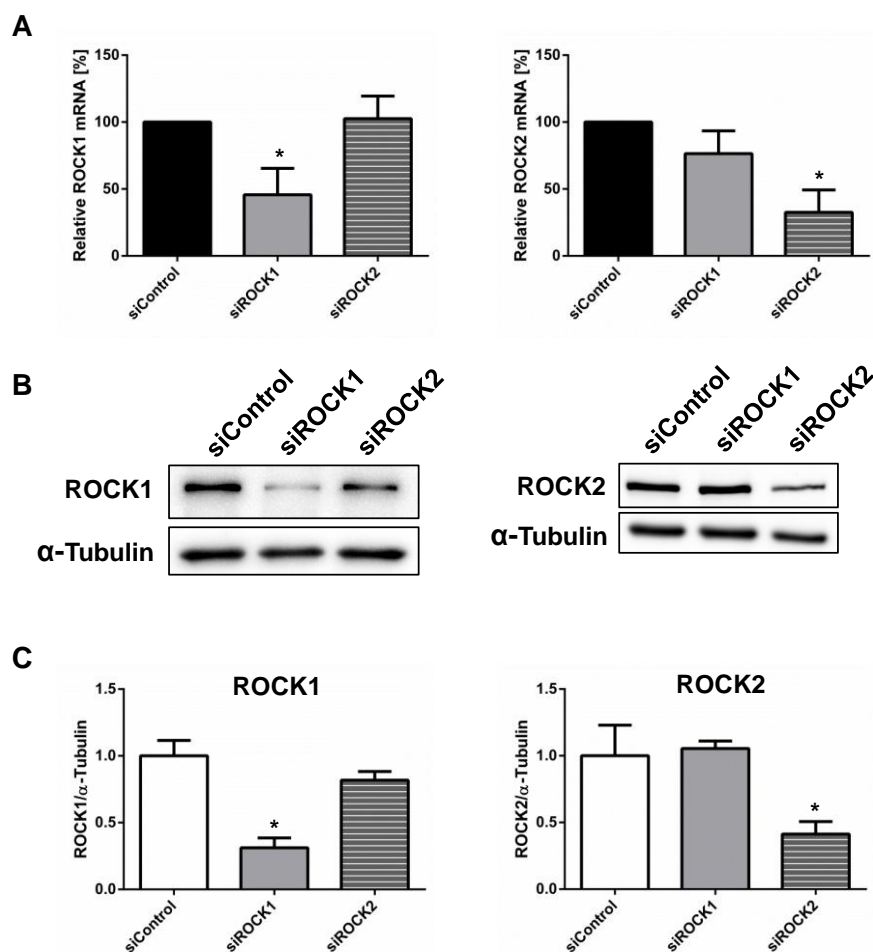 A
Relative ROCK1 mRNA [%]
150
100
50
0
*
siControl
siROCK1
siROCK2
Relative ROCK2 mRNA [%]
150
100
50
0
*
siControl
siROCK1
siROCK2
B
siControl
siROCK1
siROCK2
ROCK1
α-Tubulin
siControl
siROCK1
siROCK2
ROCK2
α-Tubulin
C
ROCK1
ROCK1/α-Tubulin
1.5
1.0
0.5
0.0
*
siControl
siROCK1
siROCK2
ROCK2
ROCK2/α-Tubulin
1.5
1.0
0.5
0.0
*
siControl
siROCK1
siROCK2